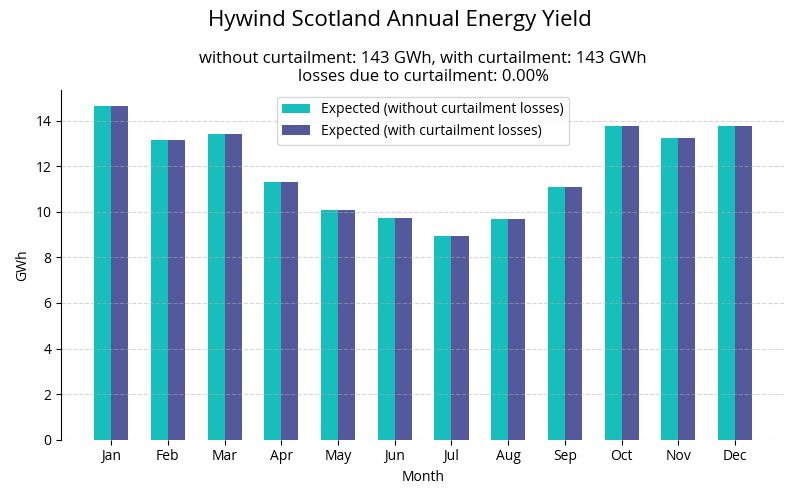 Hywind Scotland Annual Energy Yield
without curtailment: 143 GWh, with curtailment: 143 GWh
losses due to curtailment: 0.00%
Expected (without curtailment losses)
Expected (with curtailment losses)
GWh
14
12
10
8
6
4
2
0
Jan Feb Mar Apr May Jun Jul Aug Sep Oct Nov Dec
Month